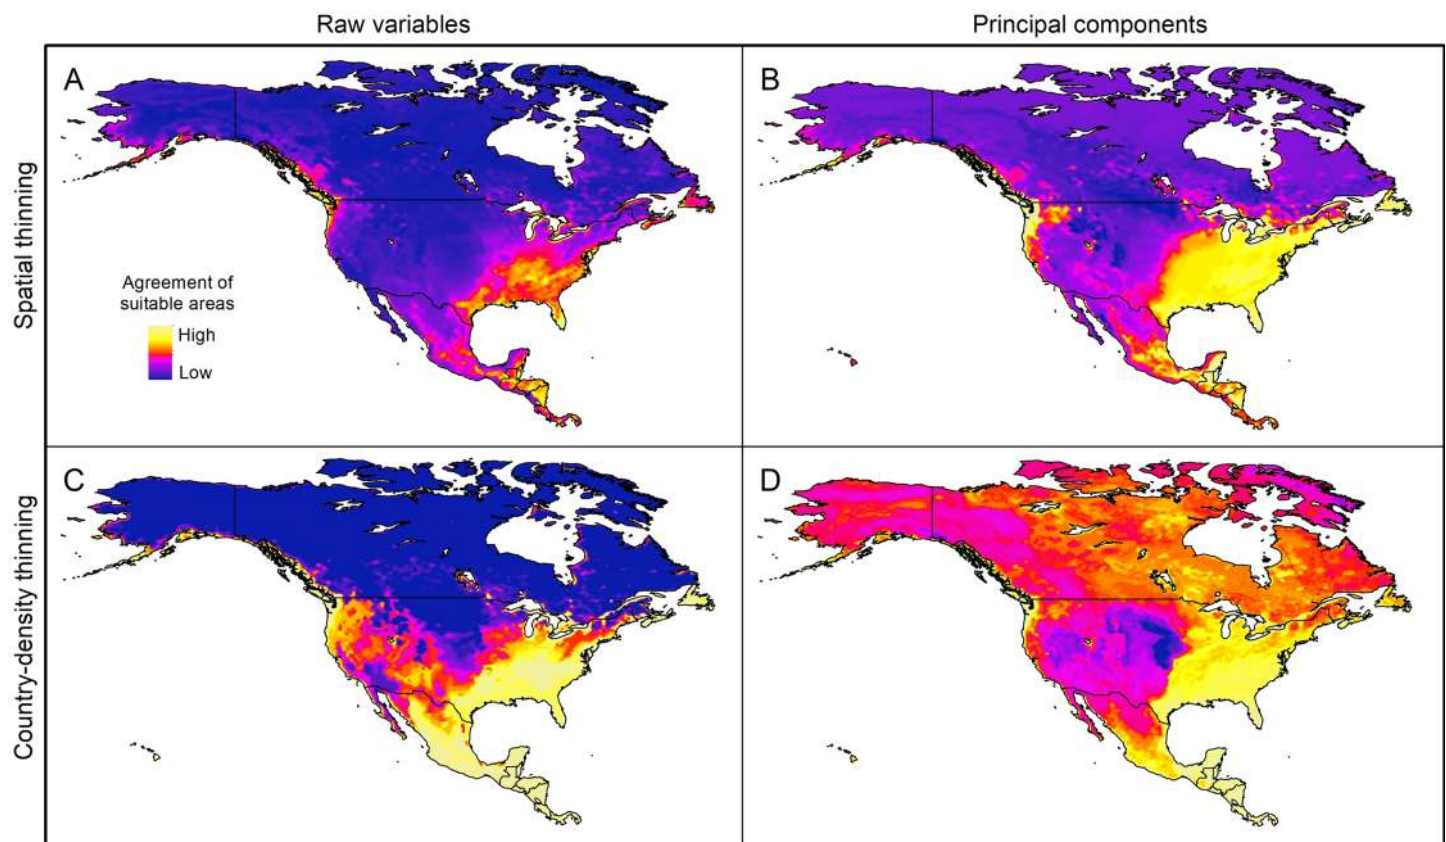 Raw variables
Principal components
Spatial thinning
A
B
Agreement of
suitable areas
High
Low
Country-density thinning
C
D